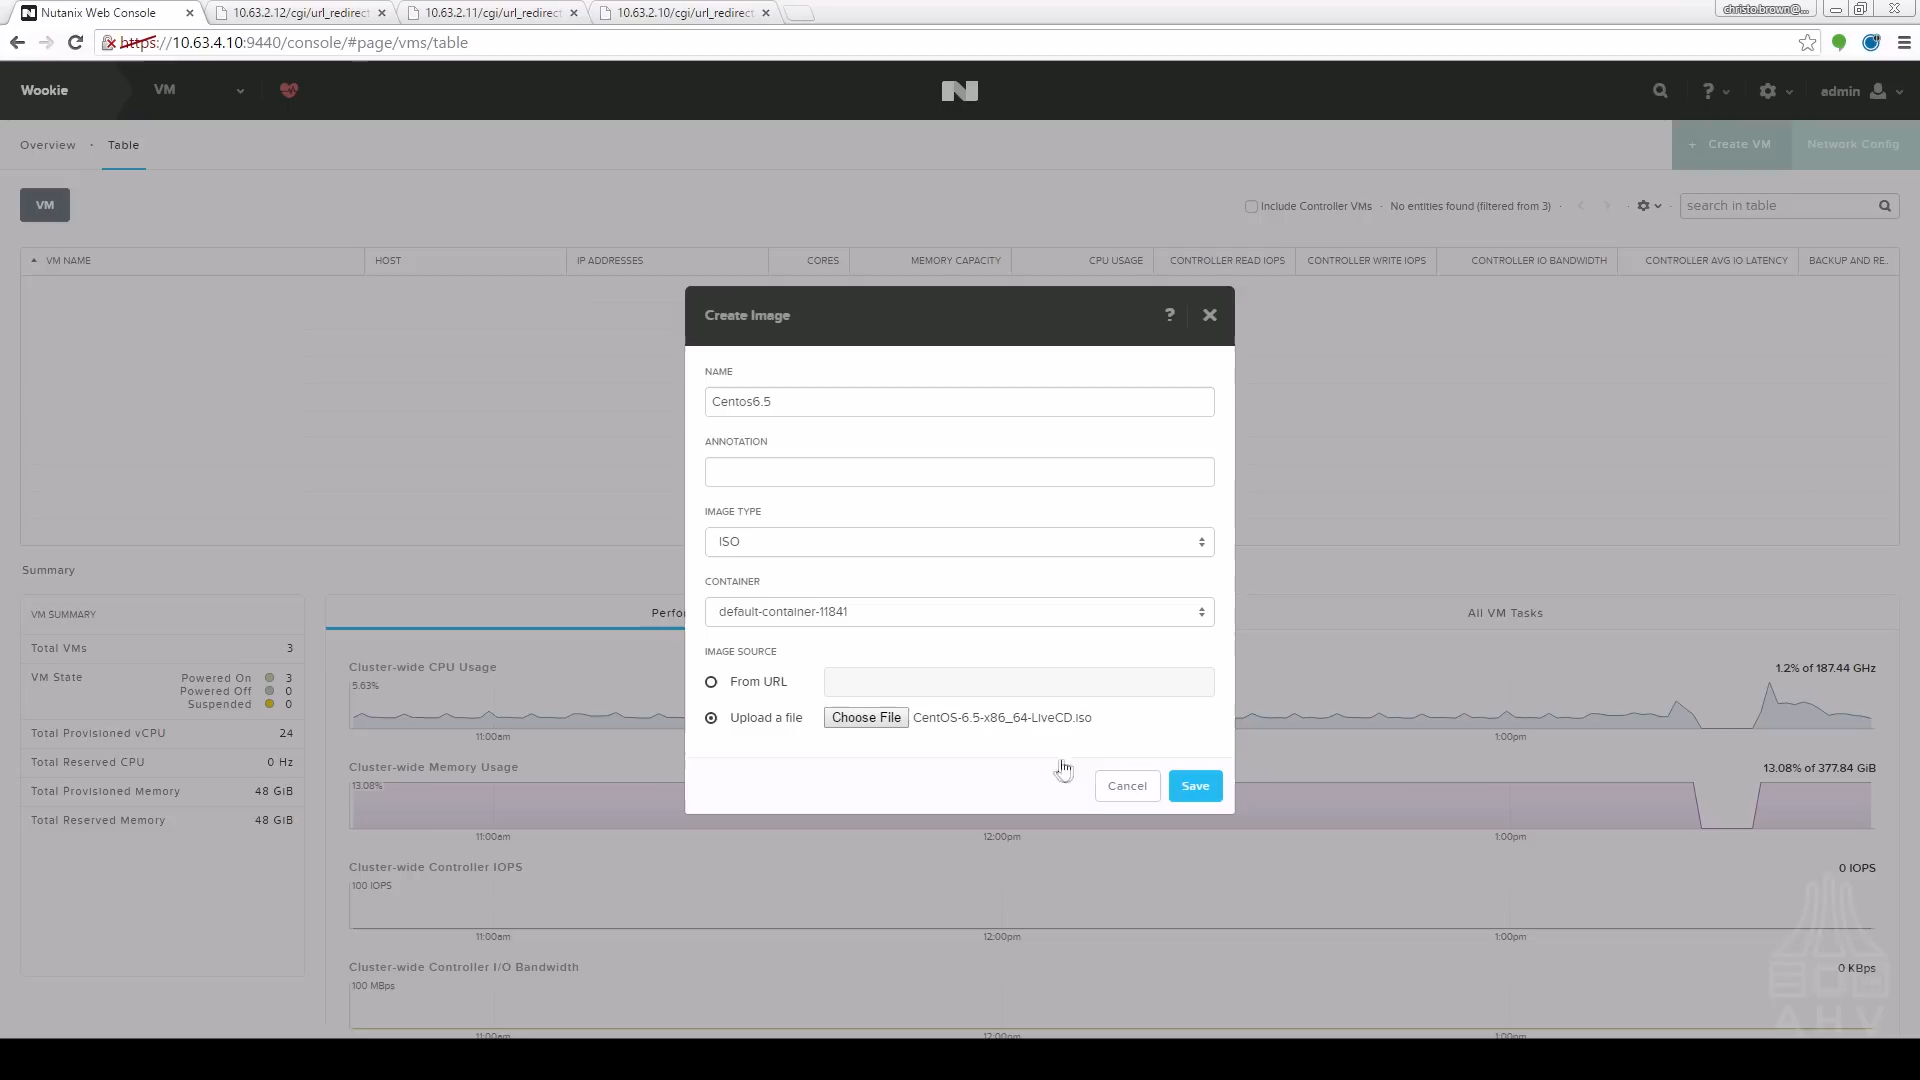 Nutanix Web Console
10.63.2.12/cgi/url_redirect
10.63.2.11/cgi/url_redirect
10.63.2.10/cgi/url_redirect
christo.brown@...
https://10.63.4.10:9440/console/#page/vms/table
Wookie
VM
admin
Overview · Table
+ Create VM
Network Config
VM
Include Controller VMs · No entities found (filtered from 3) ·
search in table
VM NAME
HOST
IP ADDRESSES
CORES
MEMORY CAPACITY
CPU USAGE
CONTROLLER READ IOPS
CONTROLLER WRITE IOPS
CONTROLLER IO BANDWIDTH
CONTROLLER AVG IO LATENCY
BACKUP AND RE..
Create Image
?
NAME
Centos6.5
ANNOTATION
IMAGE TYPE
ISO
CONTAINER
default-container-11841
IMAGE SOURCE
From URL
Upload a file
Choose File CentOS-6.5-x86_64-LiveCD.iso
Cancel
Save
Summary
VM SUMMARY
Total VMs 3
VM State
Powered On 3
Powered Off 0
Suspended 0
Total Provisioned vCPU 24
Total Reserved CPU 0 Hz
Total Provisioned Memory 48 GiB
Total Reserved Memory 48 GiB
Perfo
All VM Tasks
Cluster-wide CPU Usage
1.2% of 187.44 GHz
5.63%
11:00am
1:00pm
Cluster-wide Memory Usage
13.08% of 377.84 GiB
13.08%
11:00am
12:00pm
1:00pm
Cluster-wide Controller IOPS
0 IOPS
100 IOPS
11:00am
12:00pm
1:00pm
Cluster-wide Controller I/O Bandwidth
0 KBps
100 MBps
11:00am
12:00pm
1:00pm
AHV